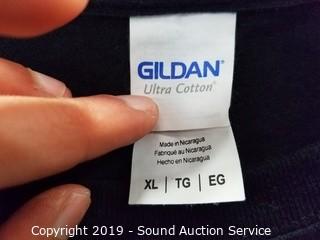 GILDAN®
Ultra Cotton®
Made in Nicaragua
Fabriqué au Nicaragua
Hecho en Nicaragua
XL | TG | EG
Copyright 2019 - Sound Auction Service